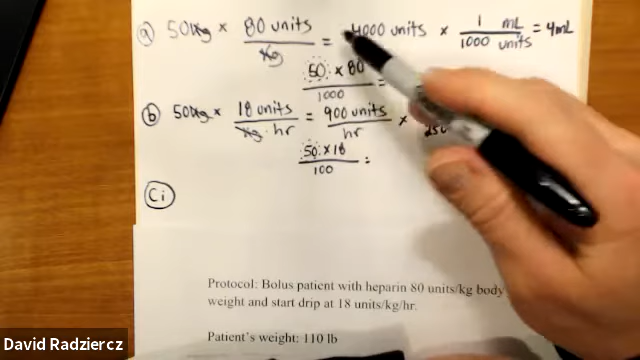 (a) 50kg × 80 units/kg = 4000 units × 1 mL/1000 units = 4mL
50 × 80/1000 =
(b) 50kg × 18 units/kg·hr = 900 units/hr × 250
50 × 18/100 =
(Ci)
Protocol: Bolus patient with heparin 80 units/kg body
weight and start drip at 18 units/kg/hr.
Patient's weight: 110 lb
David Radziercz